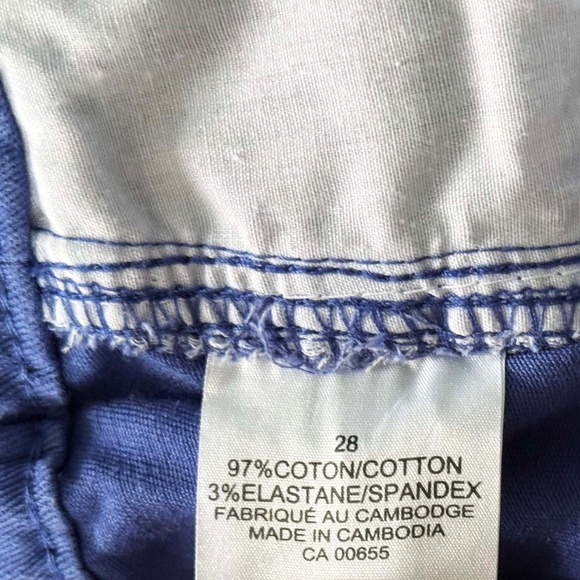 28
97%COTON/COTTON
3%ELASTANE/SPANDEX
FABRIQUÉ AU CAMBODGE
MADE IN CAMBODIA
CA 00655